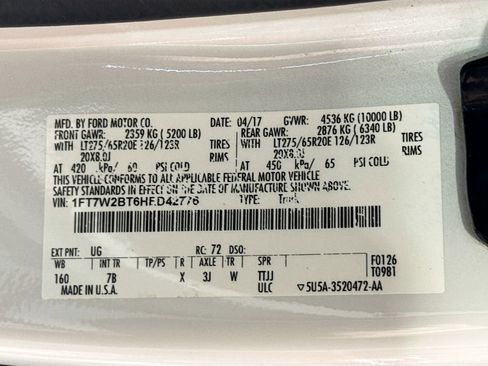 MFD. BY FORD MOTOR CO. 04/17 GVWR: 4536 KG (10000 LB)
FRONT GAWR: 2359 KG (5200 LB) REAR GAWR: 2876 KG (6340 LB)
WITH LT275/65R20E 126/123R WITH LT275/65R20E 126/123R
20X8.0J 20X8.0J
AT 420 kPa/ 60 PSI COLD AT 450 kPa/ 65 PSI COLD
THIS VEHICLE CONFORMS TO ALL APPLICABLE FEDERAL MOTOR VEHICLE
SAFETY STANDARDS IN EFFECT ON THE DATE OF MANUFACTURE SHOWN ABOVE.
VIN: 1FT7W2BT6HED42776 TYPE: Truck
EXT PNT: UG RC: 72 DSO:
WB INT TR TP/PS R AXLE TR SPR F0126
160 7B X 3J W TTJJ T0981
MADE IN U.S.A. ULC ▽5U5A-3520472-AA